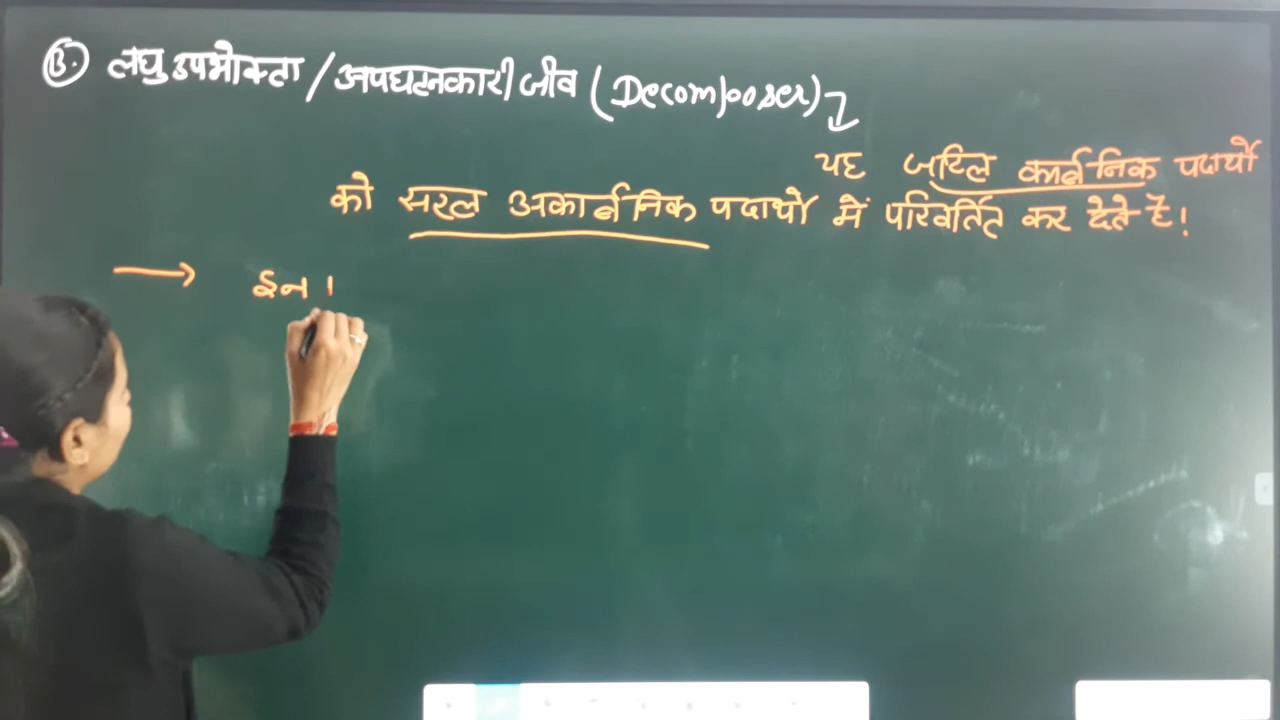 B. लघु उपभोक्ता / अपघटनकारी जीव (Decomposer) →
यह जटिल कार्बनिक पदार्थो
को सरल अकार्बनिक पदार्थो में परिवर्तित कर देते है!
→ इन